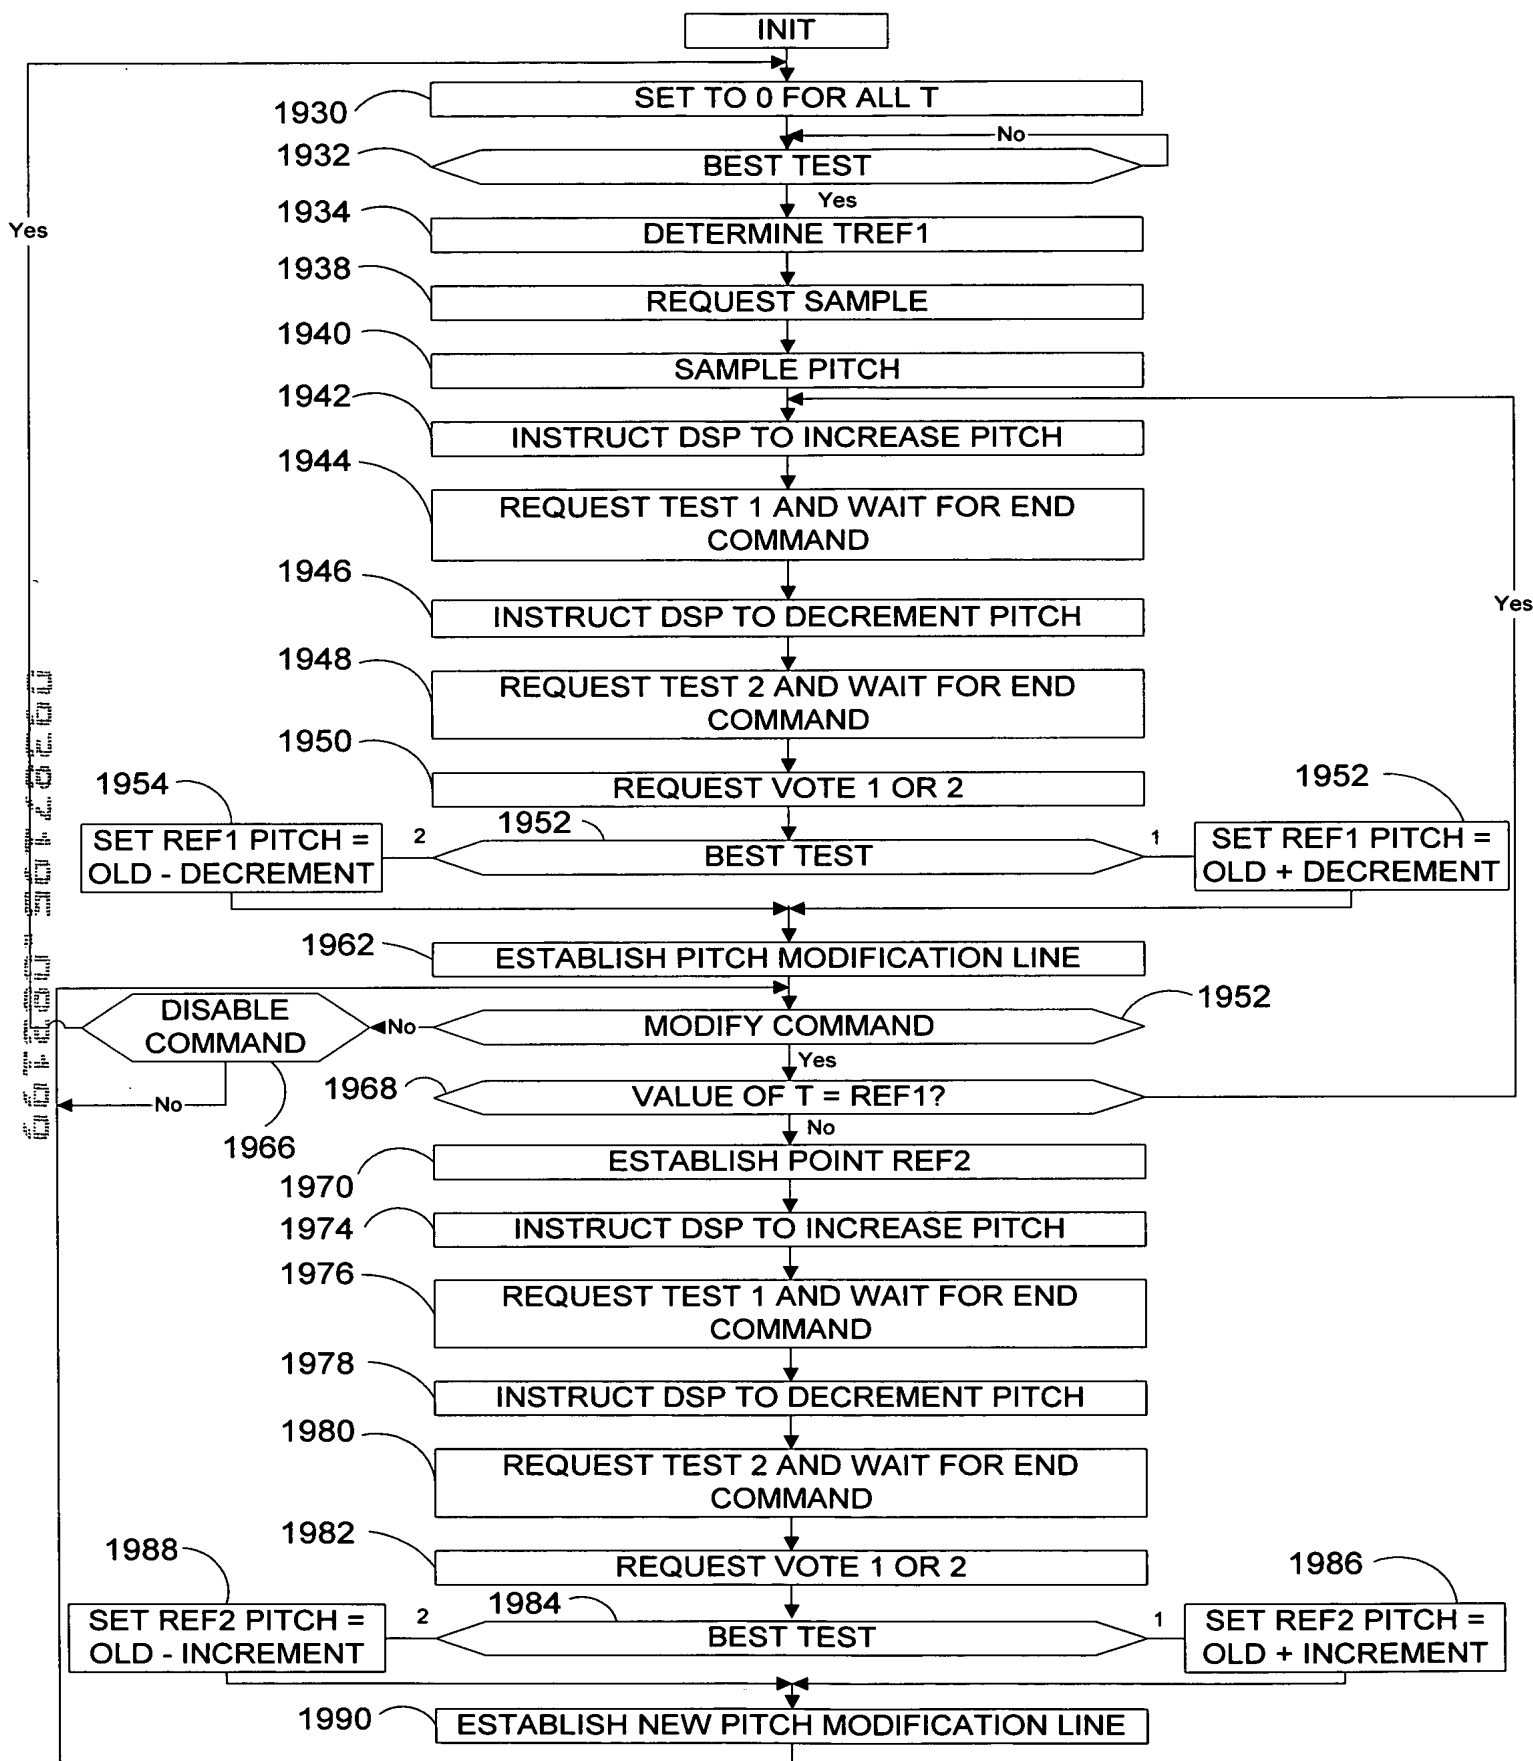 INIT
1930
SET TO 0 FOR ALL T
No
1932
BEST TEST
Yes
Yes
1934
DETERMINE TREF1
1938
REQUEST SAMPLE
1940
SAMPLE PITCH
1942
INSTRUCT DSP TO INCREASE PITCH
1944
REQUEST TEST 1 AND WAIT FOR END
COMMAND
1946
INSTRUCT DSP TO DECREMENT PITCH
Yes
1948
REQUEST TEST 2 AND WAIT FOR END
COMMAND
1950
REQUEST VOTE 1 OR 2
1954
1952
1952
SET REF1 PITCH =
OLD - DECREMENT
2
BEST TEST
1
SET REF1 PITCH =
OLD + DECREMENT
1962
ESTABLISH PITCH MODIFICATION LINE
1952
DISABLE
COMMAND
No
MODIFY COMMAND
Yes
1968
VALUE OF T = REF1?
No
1966
No
1970
ESTABLISH POINT REF2
1974
INSTRUCT DSP TO INCREASE PITCH
1976
REQUEST TEST 1 AND WAIT FOR END
COMMAND
1978
INSTRUCT DSP TO DECREMENT PITCH
1980
REQUEST TEST 2 AND WAIT FOR END
COMMAND
1982
REQUEST VOTE 1 OR 2
1988
1984
1986
SET REF2 PITCH =
OLD - INCREMENT
2
BEST TEST
1
SET REF2 PITCH =
OLD + INCREMENT
1990
ESTABLISH NEW PITCH MODIFICATION LINE